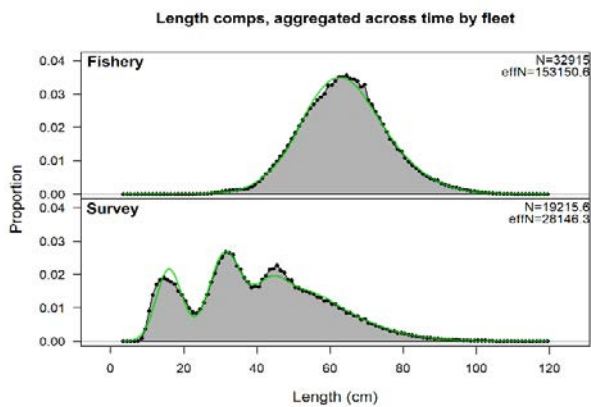 Length comps, aggregated across time by fleet
Fishery
N=32915
effN=153150.6
0.04
0.03
0.02
0.01
0.00
Survey
N=19215.6
effN=28146.3
0.04
0.03
0.02
0.01
0.00
Proportion
0 20 40 60 80 100 120
Length (cm)